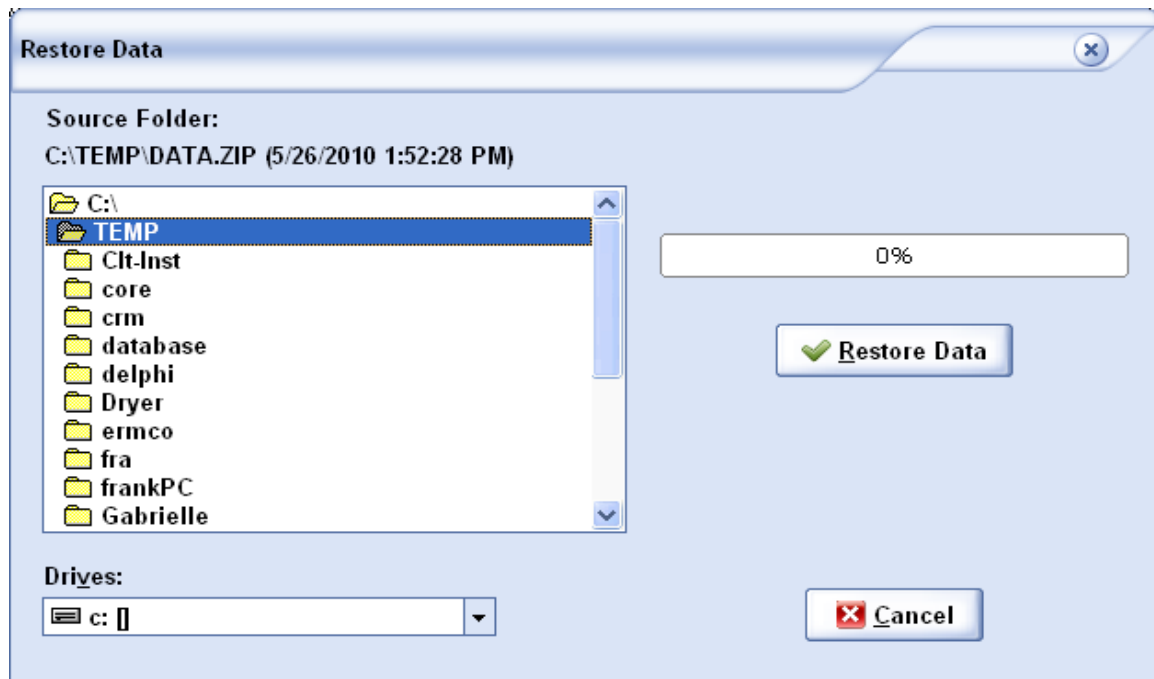 Restore Data
Source Folder:
C:\TEMP\DATA.ZIP (5/26/2010 1:52:28 PM)
C:\
TEMP
Clt-Inst
core
crm
database
delphi
Dryer
ermco
fra
frankPC
Gabrielle
0%
Restore Data
Drives:
c: []
Cancel